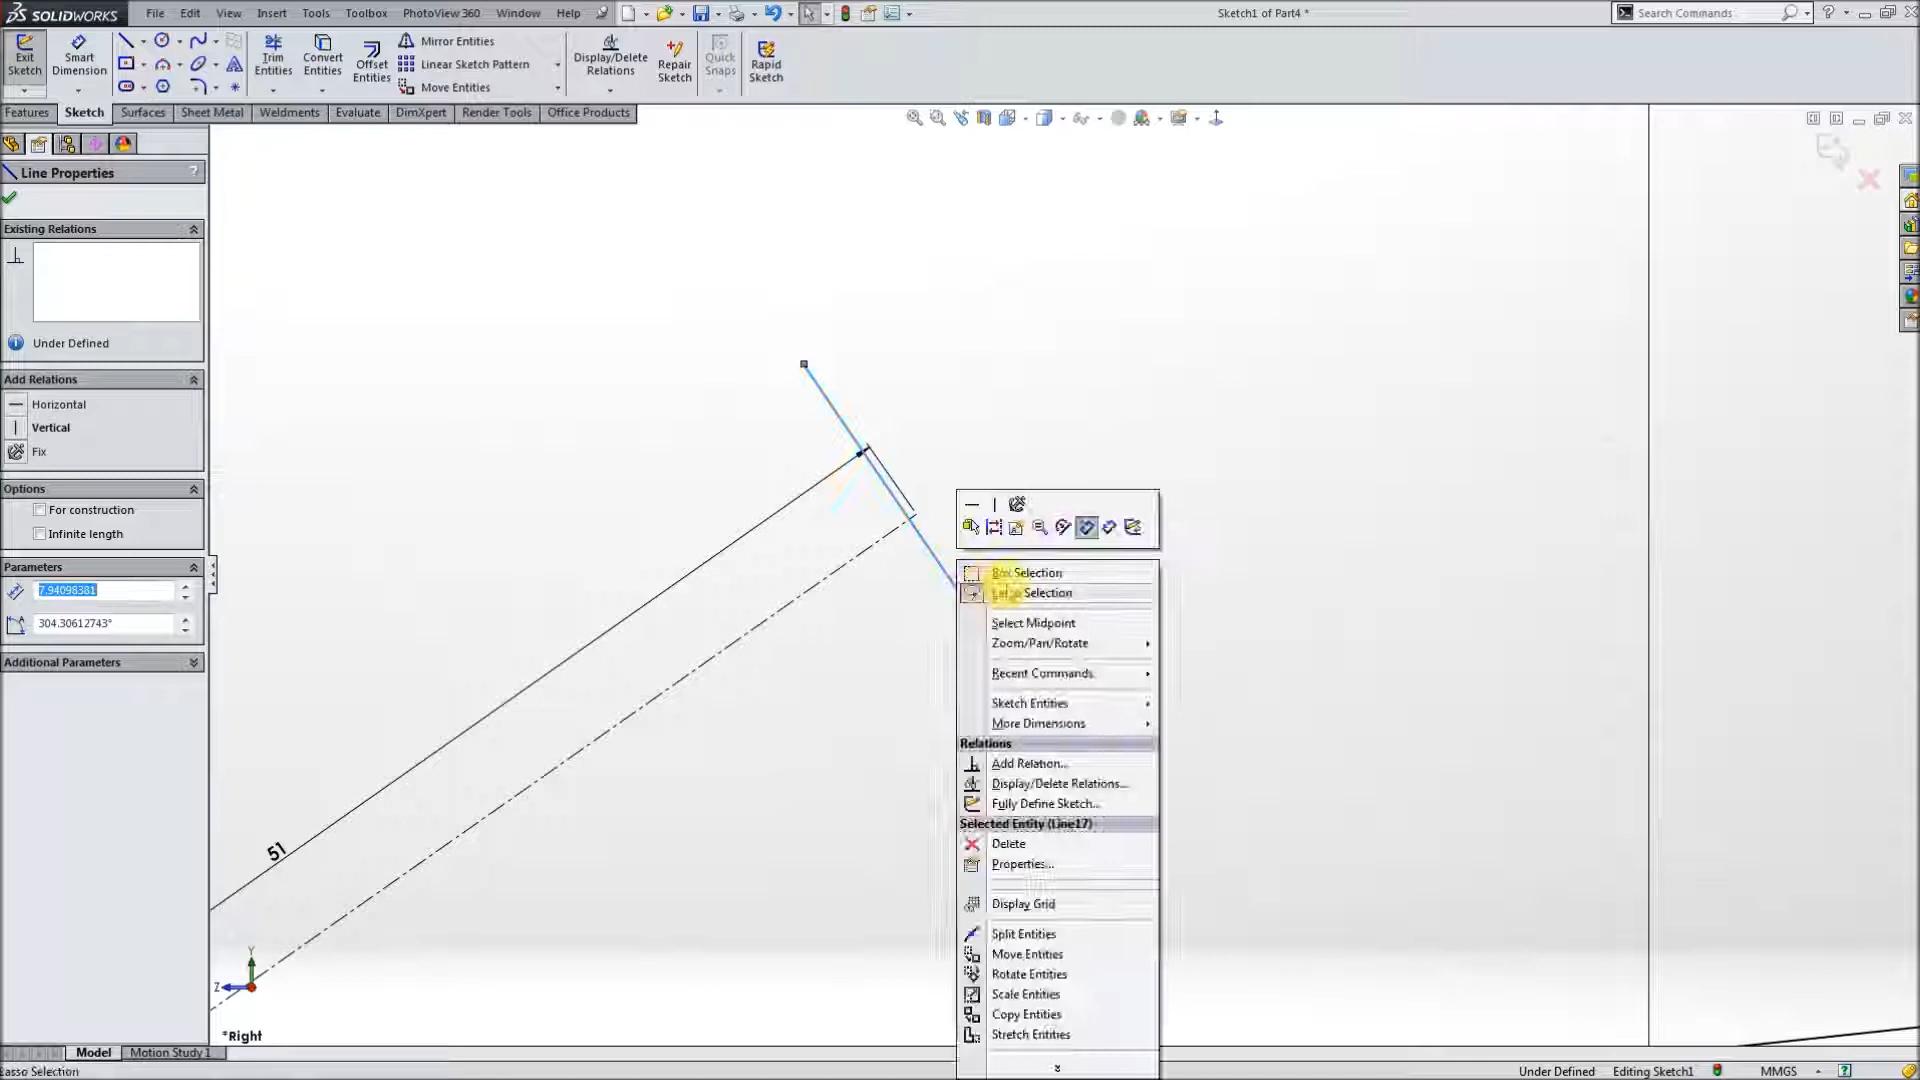 SOLIDWORKS File Edit View Insert Tools Toolbox PhotoView 360 Window Help Sketch1 of Part4 * Search Commands
Exit Sketch
Smart Dimension
Trim Entities
Convert Entities
Offset Entities
Mirror Entities
Linear Sketch Pattern
Move Entities
Display/Delete Relations
Repair Sketch
Quick Snaps
Rapid Sketch
Features Sketch Surfaces Sheet Metal Weldments Evaluate DimXpert Render Tools Office Products
Line Properties ?
Existing Relations
Under Defined
Add Relations
Horizontal
Vertical
Fix
Options
For construction
Infinite length
Parameters
7.94098381
304.30612743°
Additional Parameters
51
Y
Z
*Right
Selection
Selection
Select Midpoint
Zoom/Pan/Rotate
Recent Commands
Sketch Entities
More Dimensions
Relations
Add Relation...
Display/Delete Relations...
Fully Define Sketch...
Selected Entity (Line17)
Delete
Properties...
Display Grid
Split Entities
Move Entities
Rotate Entities
Scale Entities
Copy Entities
Stretch Entities
Model Motion Study 1
Lasso Selection Under Defined Editing Sketch1 MMGS